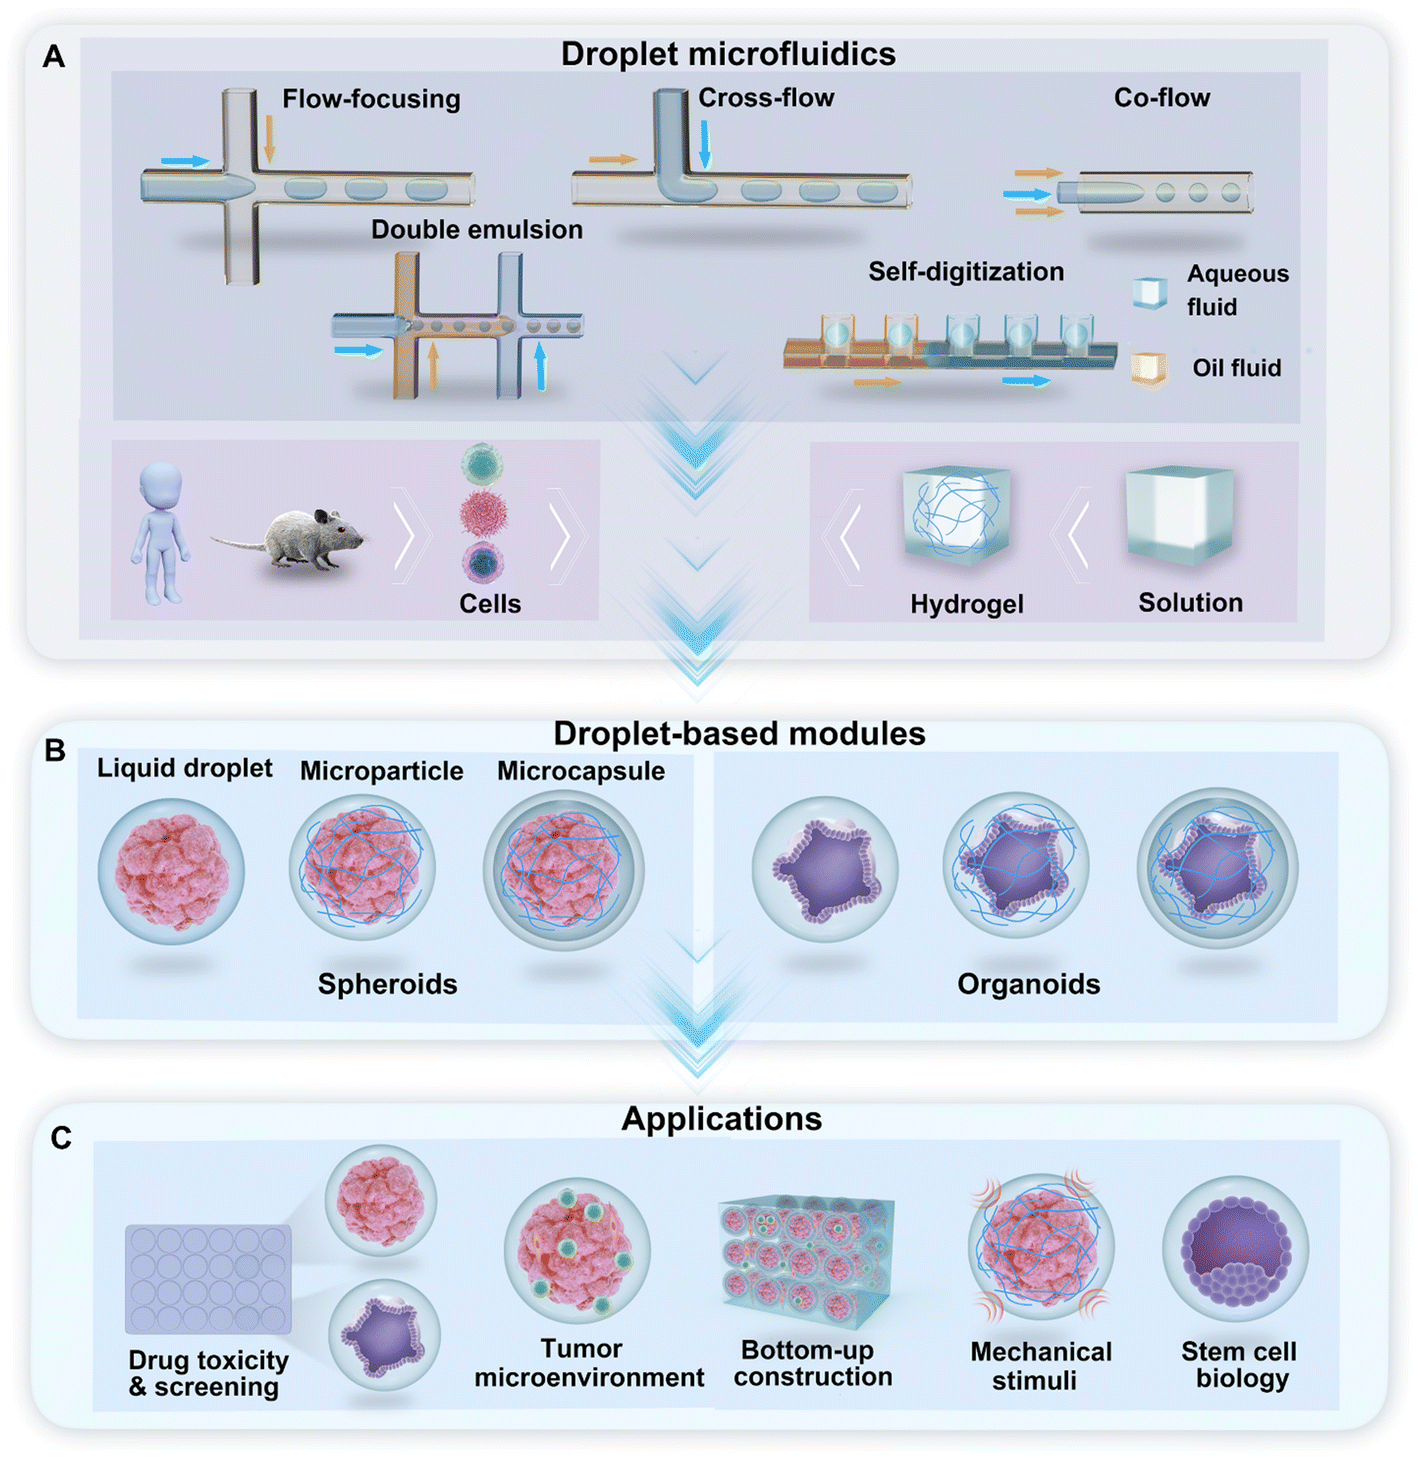 A
Droplet microfluidics
Flow-focusing
Cross-flow
Co-flow
Double emulsion
Self-digitization
Aqueous
fluid
Oil fluid
Cells
Hydrogel
Solution
B
Droplet-based modules
Liquid droplet
Microparticle
Microcapsule
Spheroids
Organoids
C
Applications
Drug toxicity
& screening
Tumor
microenvironment
Bottom-up
construction
Mechanical
stimuli
Stem cell
biology